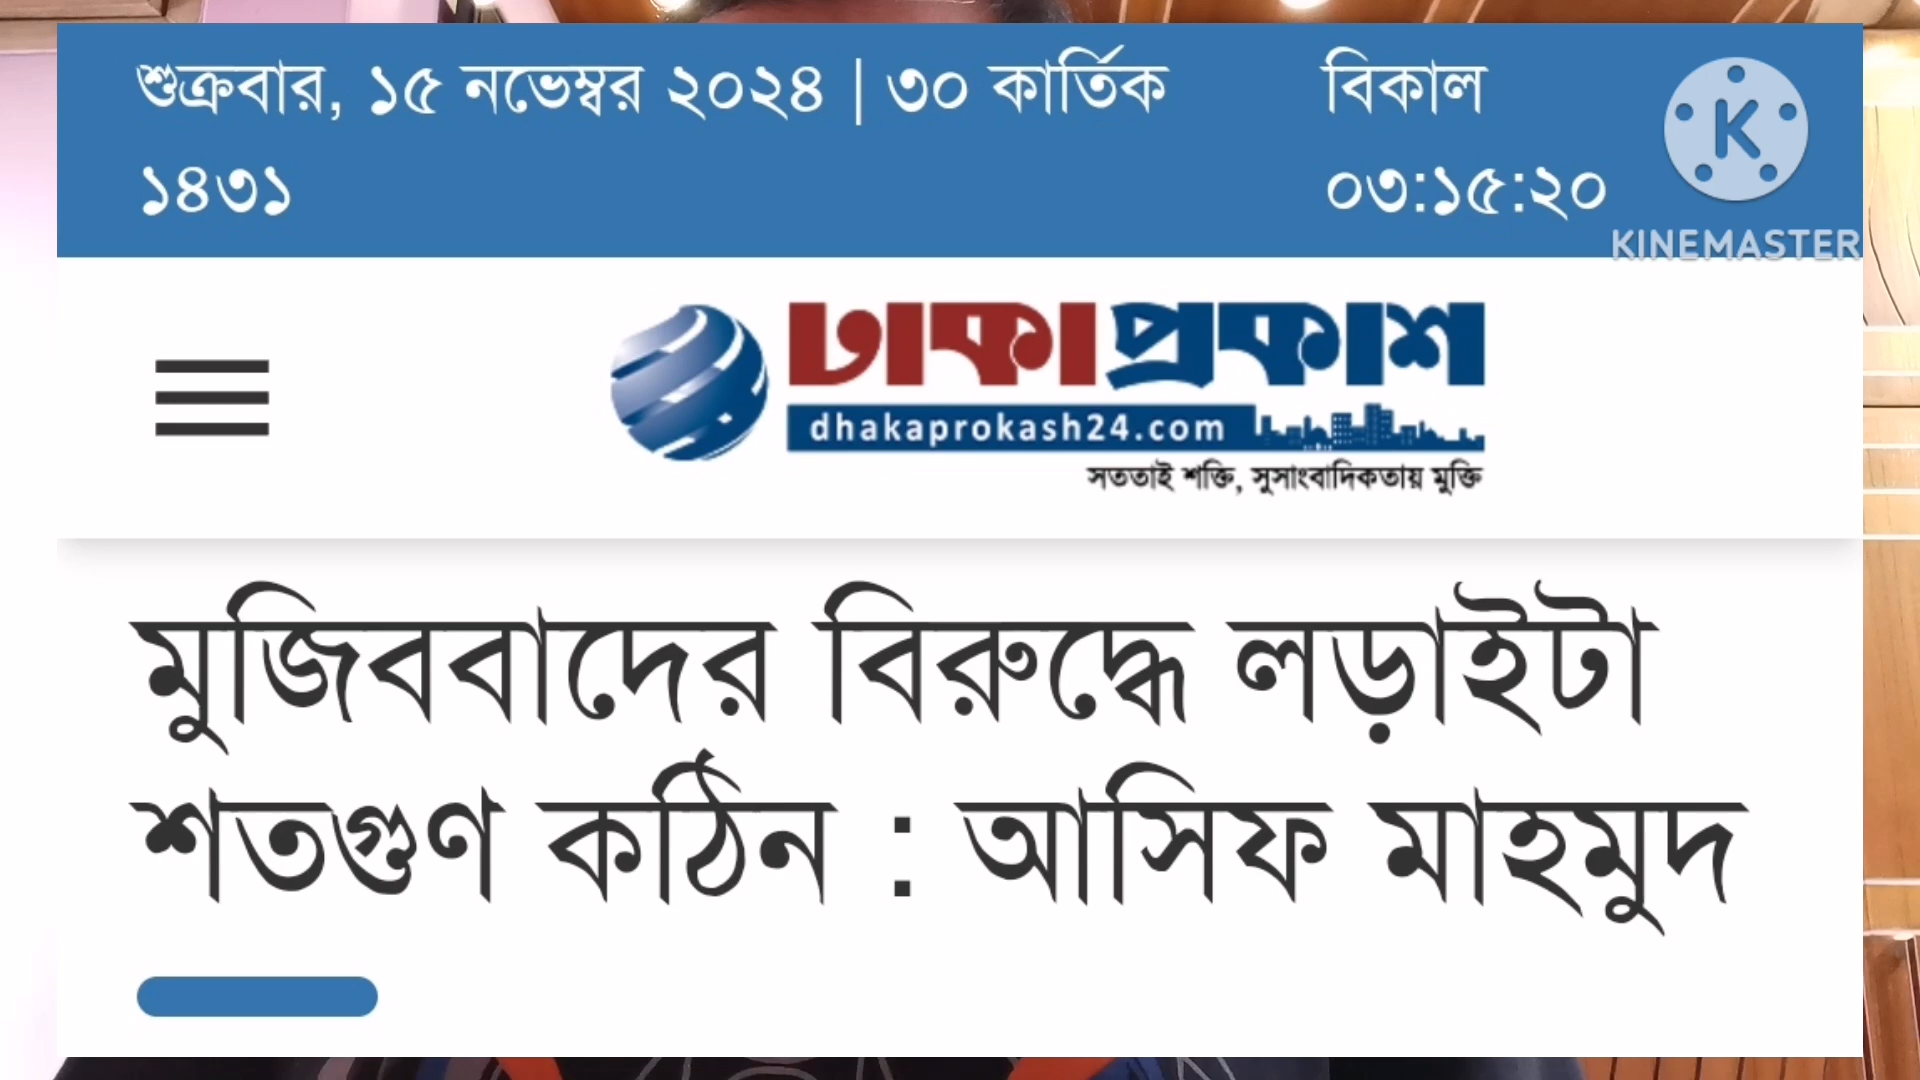 শুক্রবার, ১৫ নভেম্বর ২০২৪ | ৩০ কার্তিক
১৪৩১
বিকাল
০৩:১৫:২০
K
KINEMASTER
ঢাকাপ্রকাশ
dhakaprokash24.com
সততাই শক্তি, সুসাংবাদিকতায় মুক্তি
মুজিববাদের বিরুদ্ধে লড়াইটা
শতগুণ কঠিন : আসিফ মাহমুদ